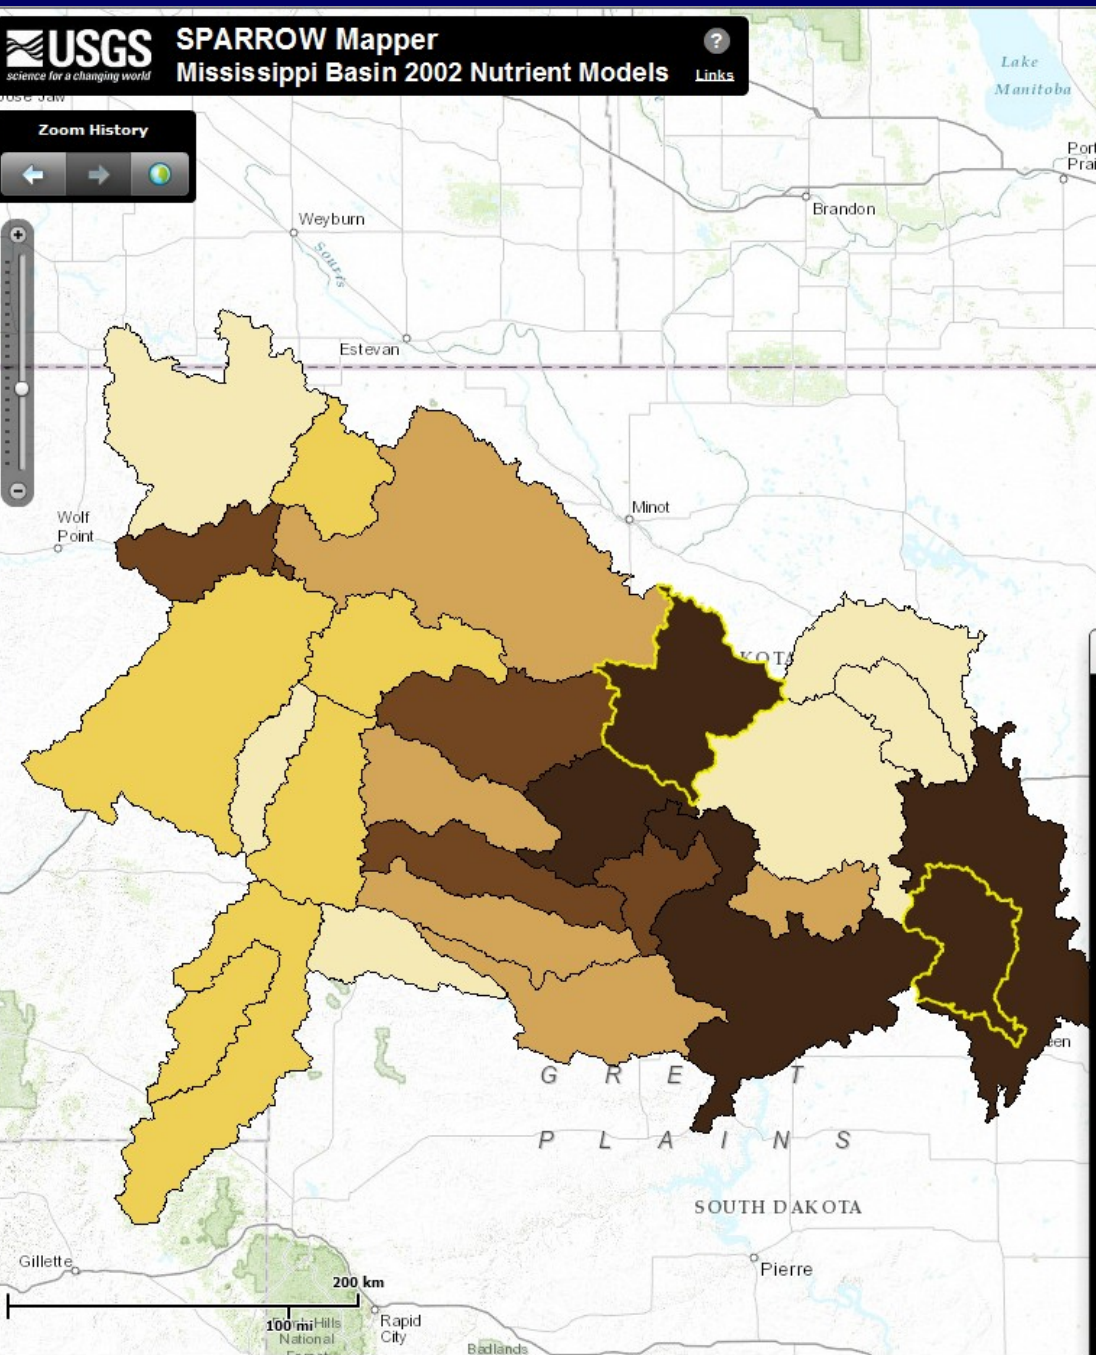 USGS
science for a changing world
SPARROW Mapper
Mississippi Basin 2002 Nutrient Models
?
Links
Zoom History
+
−
Lake
Manitoba
Brandon
Weyburn
Souris
Estevan
Wolf
Point
Minot
G R E T
P L A I N S
SOUTH DAKOTA
Pierre
Gillette
200 km
100 mi
Rapid
City
Hills
National
Badlands